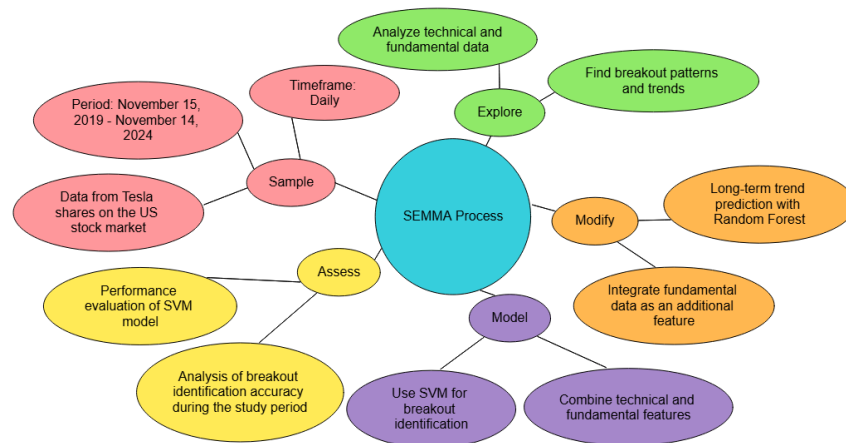 Analyze technical and
fundamental data
Find breakout patterns
and trends
Explore
Timeframe:
Daily
Period: November 15,
2019 - November 14,
2024
Sample
Data from Tesla
shares on the US
stock market
SEMMA Process
Long-term trend
prediction with
Random Forest
Modify
Integrate fundamental
data as an additional
feature
Assess
Performance
evaluation of SVM
model
Analysis of breakout
identification accuracy
during the study period
Model
Use SVM for
breakout
identification
Combine technical and
fundamental features